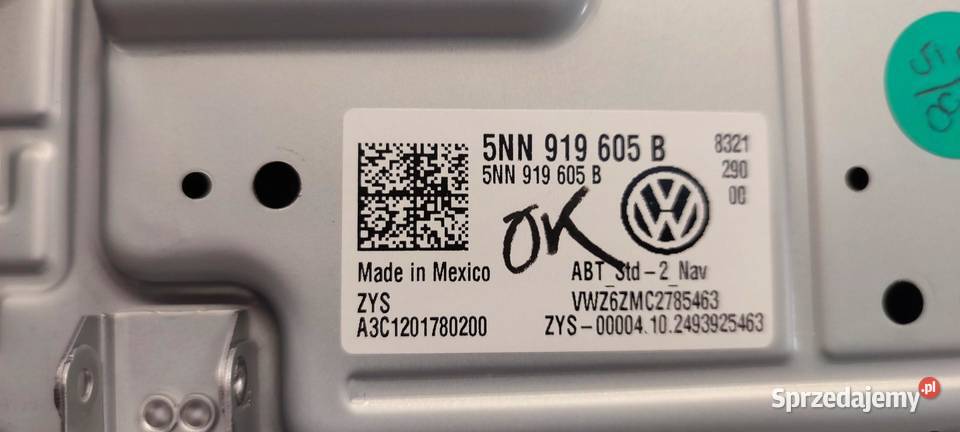 5NN 919 605 B
8321
5NN 919 605 B
290
00
OK
Made in Mexico
ABT_Std-2_Nav
ZYS
VWZ6ZMC2785463
A3C1201780200
ZYS-00004.10.2493925463
Sprzedajemy.pl